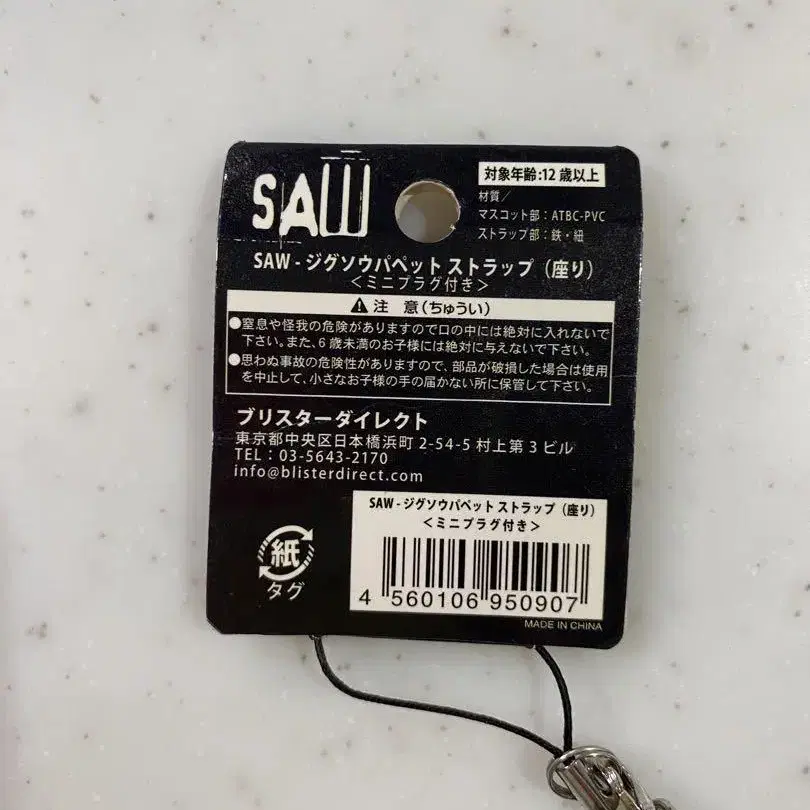 SAW
対象年齢:12歳以上
材質／
マスコット部：ATBC-PVC
ストラップ部：鉄・紐
SAW - ジグソウパペット ストラップ（座り）
＜ミニプラグ付き＞
注 意（ちゅうい）
●窒息や怪我の危険がありますので口の中には絶対に入れないで
下さい。また、6歳未満のお子様には絶対に与えないで下さい。
●思わぬ事故の危険性がありますので、部品が破損した場合は使用
を中止して、小さなお子様の手の届かない所に保管して下さい。
ブリスターダイレクト
東京都中央区日本橋浜町 2-54-5 村上第3ビル
TEL：03-5643-2170
info@blisterdirect.com
SAW - ジグソウパペット ストラップ（座り）
＜ミニプラグ付き＞
紙
タグ
4 560106 950907
MADE IN CHINA